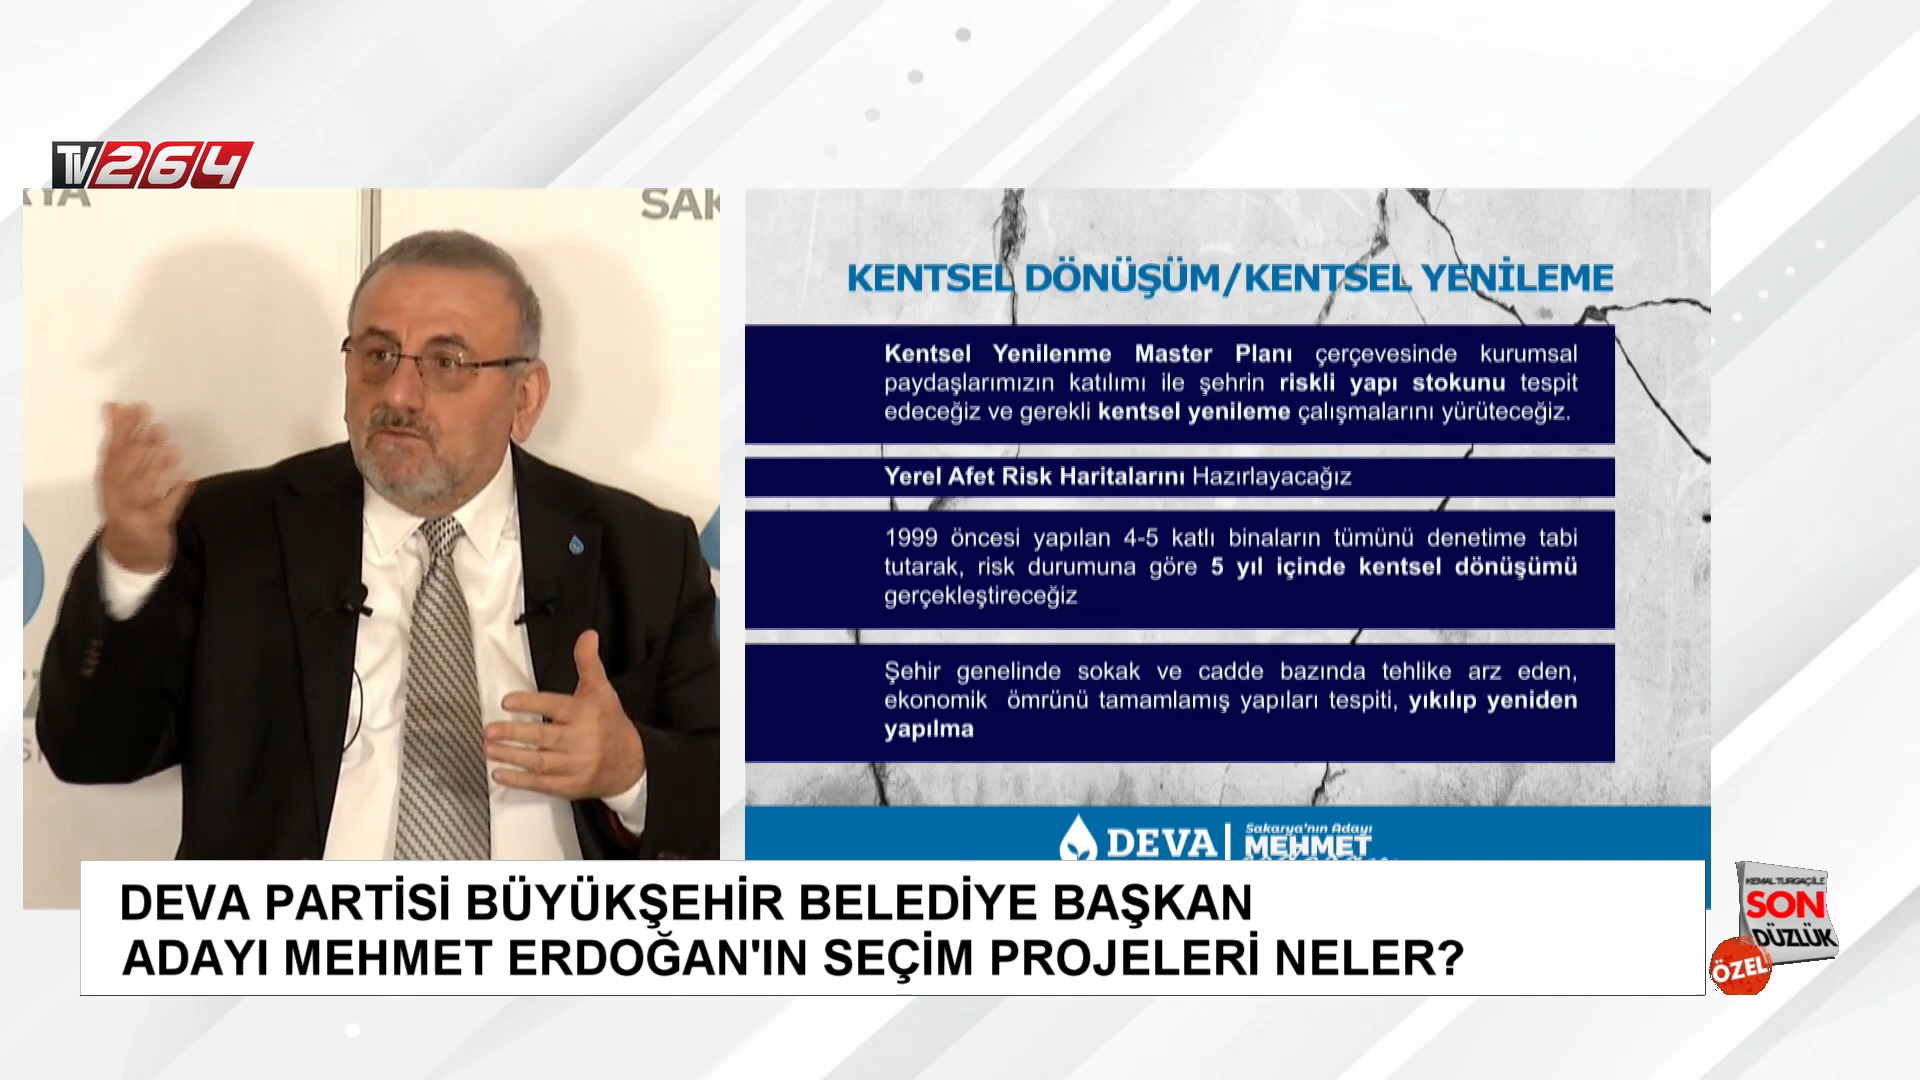 TV264
SAK
KENTSEL DÖNÜŞÜM/KENTSEL YENİLEME
Kentsel Yenilenme Master Planı çerçevesinde kurumsal
paydaşlarımızın katılımı ile şehrin riskli yapı stokunu tespit
edeceğiz ve gerekli kentsel yenileme çalışmalarını yürüteceğiz.
Yerel Afet Risk Haritalarını Hazırlayacağız
1999 öncesi yapılan 4-5 katlı binaların tümünü denetime tabi
tutarak, risk durumuna göre 5 yıl içinde kentsel dönüşümü
gerçekleştireceğiz
Şehir genelinde sokak ve cadde bazında tehlike arz eden,
ekonomik ömrünü tamamlamış yapıları tespiti, yıkılıp yeniden
yapılma
DEVA
Sakarya'nın Adayı
MEHMET
DEVA PARTİSİ BÜYÜKŞEHİR BELEDİYE BAŞKAN
ADAYI MEHMET ERDOĞAN'IN SEÇİM PROJELERİ NELER?
KEMAL TURGAÇ İLE
SON
DÜZLÜK
ÖZEL